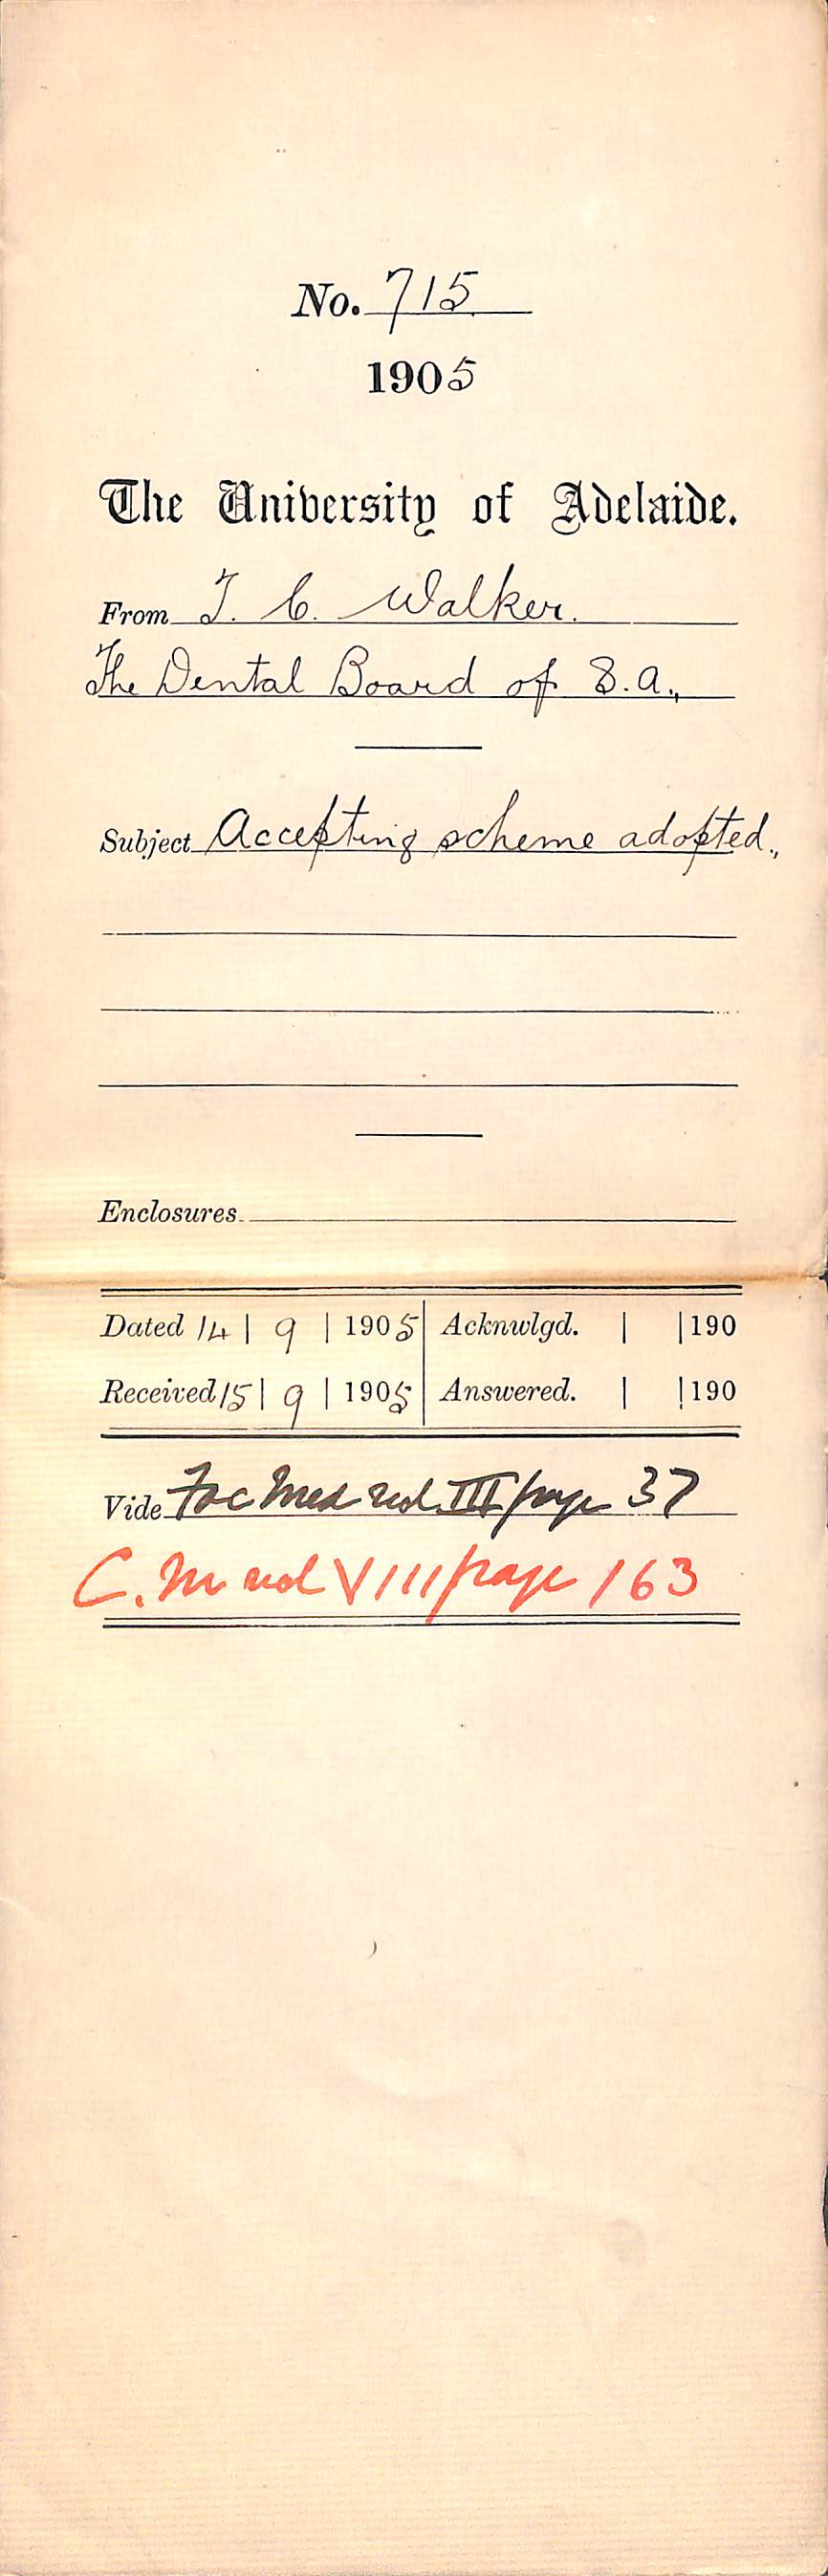 No. 715
1905
The University of Adelaide.
From T. C. Walker.
The Dental Board of S.A.,
Subject Accepting scheme adopted.,
Enclosures
Dated 14 | 9 | 1905 | Acknwlgd. | | 190
Received 15 | 9 | 1905 | Answered. | | 190
Vide Fac Med vol. III page 37
C. M vol VIII page 163